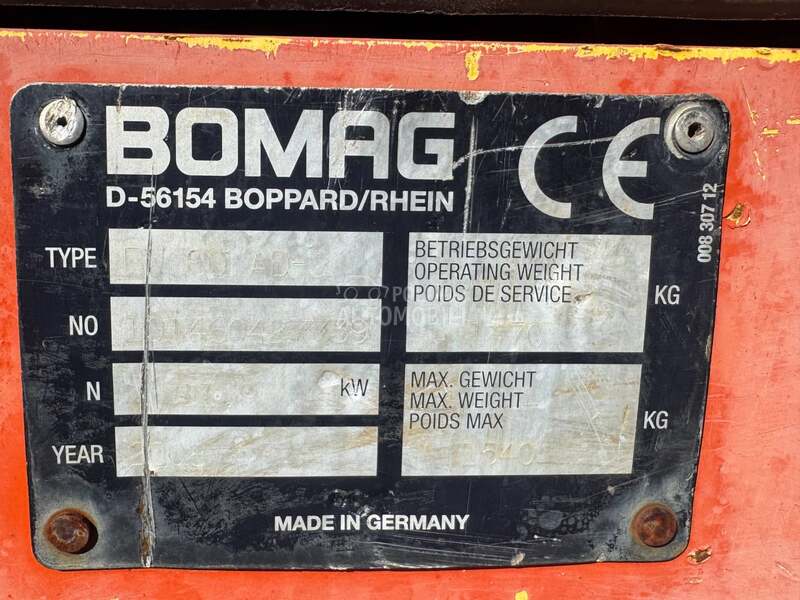 BOMAG
CE
D-56154 BOPPARD/RHEIN
TYPE
NO
N
kW
YEAR
BETRIEBSGEWICHT
OPERATING WEIGHT
POIDS DE SERVICE
KG
MAX. GEWICHT
MAX. WEIGHT
POIDS MAX
KG
MADE IN GERMANY
008 307 12